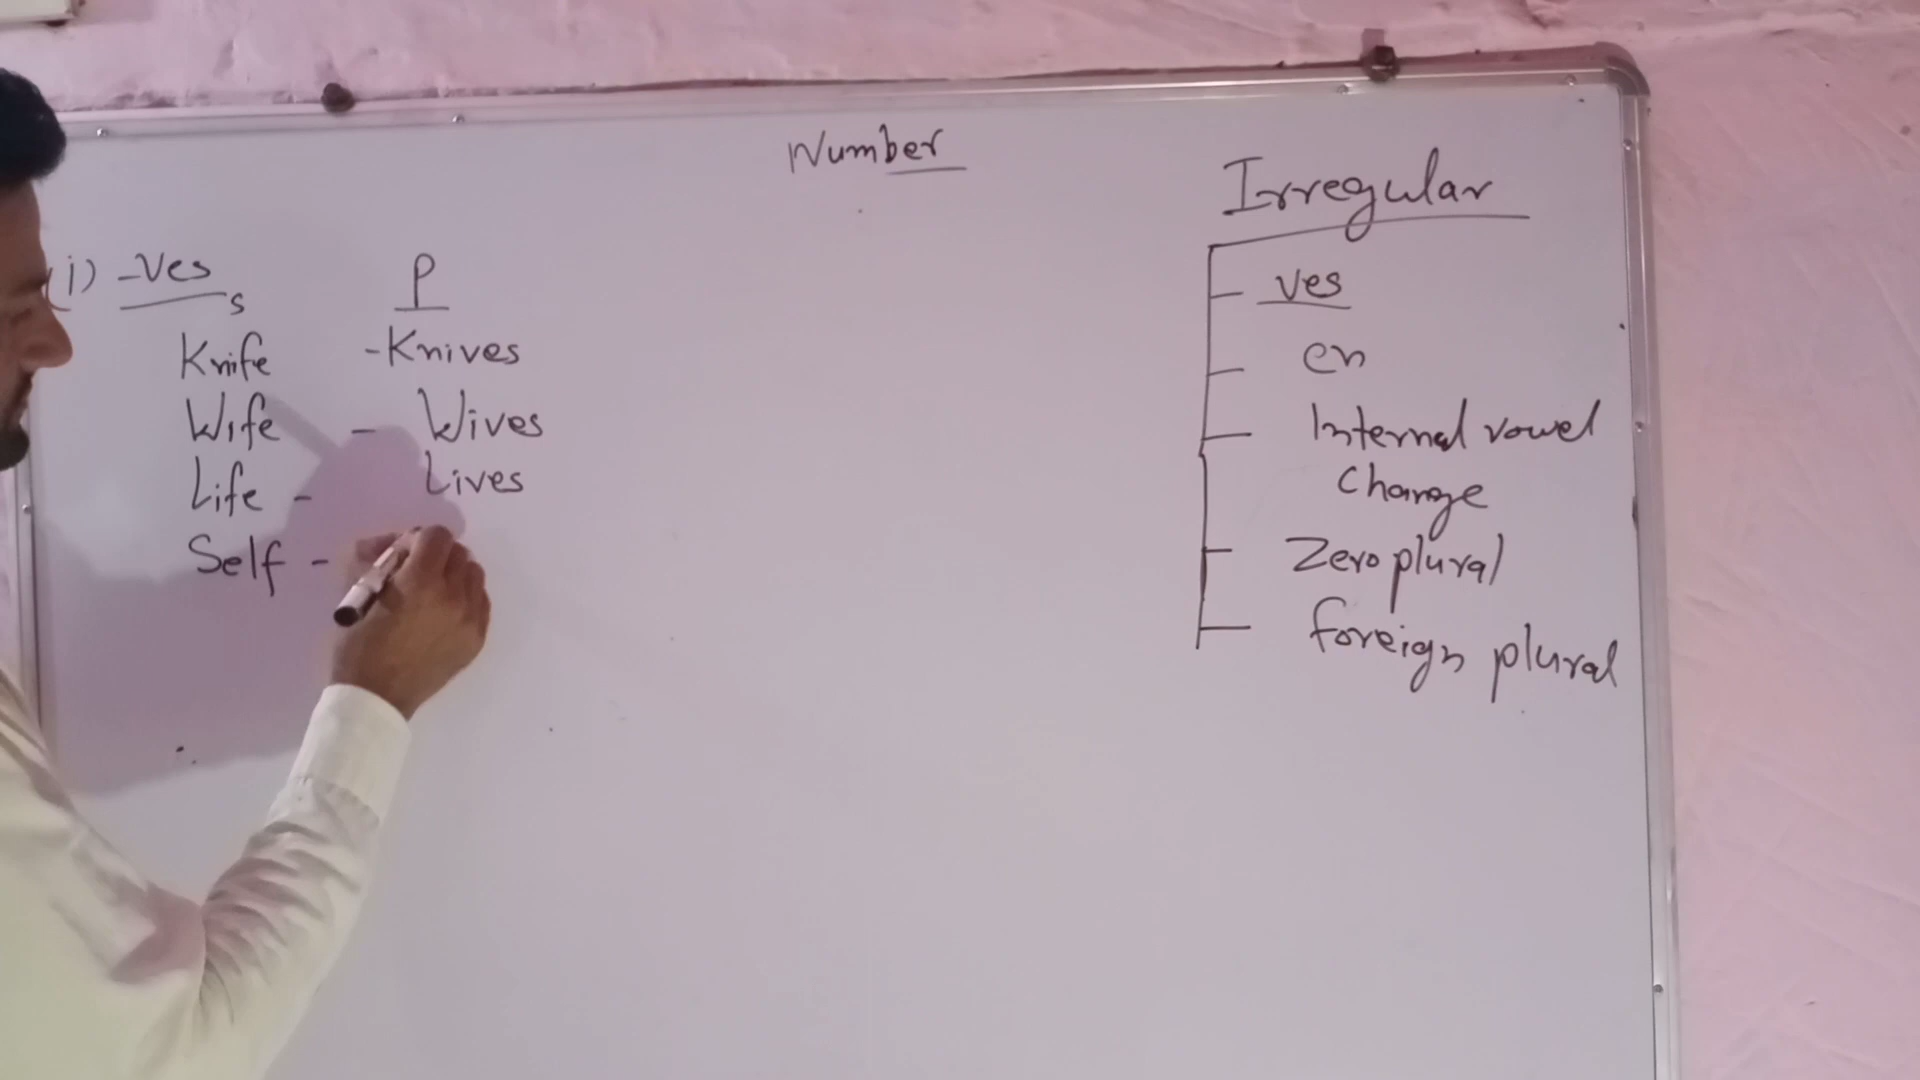 Number
(i) -ves
S P
Knife -Knives
Wife - Wives
Life - Lives
Self -
Irregular
ves
en
Internal vowel
Change
Zero plural
foreign plural